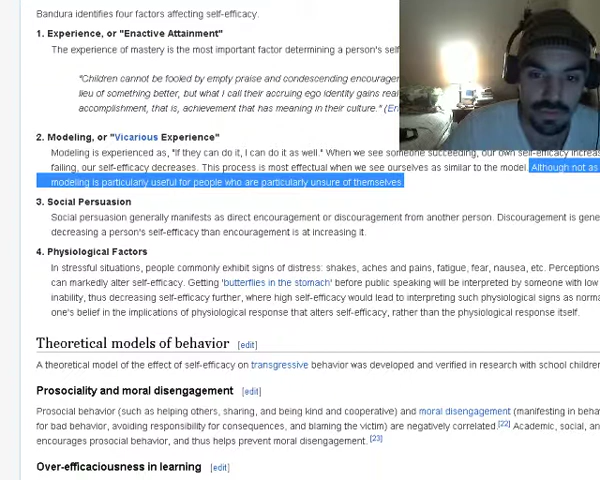 Bandura identifies four factors affecting self-efficacy.
1. Experience, or "Enactive Attainment"
The experience of mastery is the most important factor determining a person's self
"Children cannot be fooled by empty praise and condescending encourage
lieu of something better, but what I call their accruing ego identity gains real
accomplishment, that is, achievement that has meaning in their culture." (Eri
2. Modeling, or "Vicarious Experience"
Modeling is experienced as, "If they can do it, I can do it as well." When we see someone succeeding, our own self-efficacy increas
failing, our self-efficacy decreases. This process is most effectual when we see ourselves as similar to the model. Although not as
modeling is particularly useful for people who are particularly unsure of themselves.
3. Social Persuasion
Social persuasion generally manifests as direct encouragement or discouragement from another person. Discouragement is gene
decreasing a person's self-efficacy than encouragement is at increasing it.
4. Physiological Factors
In stressful situations, people commonly exhibit signs of distress: shakes, aches and pains, fatigue, fear, nausea, etc. Perceptions
can markedly alter self-efficacy. Getting 'butterflies in the stomach' before public speaking will be interpreted by someone with low
inability, thus decreasing self-efficacy further, where high self-efficacy would lead to interpreting such physiological signs as norma
one's belief in the implications of physiological response that alters self-efficacy, rather than the physiological response itself.
Theoretical models of behavior [edit]
A theoretical model of the effect of self-efficacy on transgressive behavior was developed and verified in research with school childre
Prosociality and moral disengagement [edit]
Prosocial behavior (such as helping others, sharing, and being kind and cooperative) and moral disengagement (manifesting in beha
for bad behavior, avoiding responsibility for consequences, and blaming the victim) are negatively correlated.[22] Academic, social, an
encourages prosocial behavior, and thus helps prevent moral disengagement.[23]
Over-efficaciousness in learning [edit]